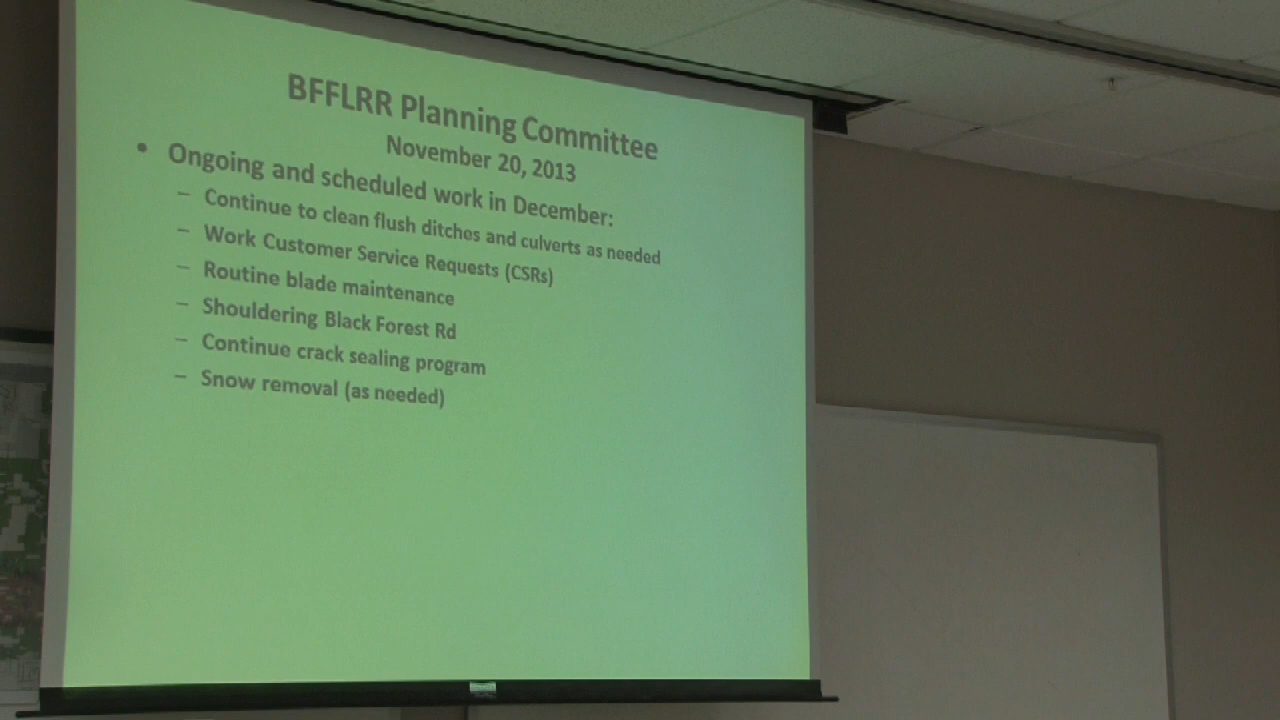 BFFLRR Planning Committee
November 20, 2013
• Ongoing and scheduled work in December:
– Continue to clean flush ditches and culverts as needed
– Work Customer Service Requests (CSRs)
– Routine blade maintenance
– Shouldering Black Forest Rd
– Continue crack sealing program
– Snow removal (as needed)